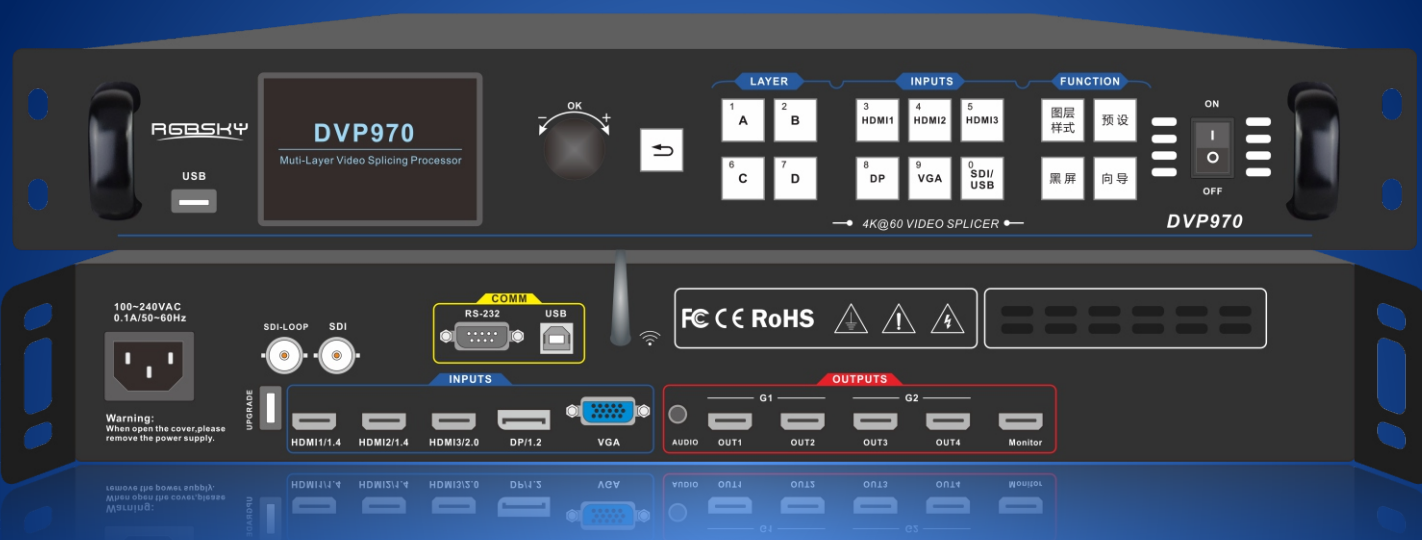 RGBSKY
USB
DVP970
Muti-Layer Video Splicing Processor
OK
− +
LAYER
1 A
2 B
6 C
7 D
INPUTS
3 HDMI1
4 HDMI2
5 HDMI3
8 DP
9 VGA
0 SDI/
USB
FUNCTION
图层
样式
预设
黑屏
向导
ON
I
O
OFF
4K@60 VIDEO SPLICER
DVP970
100~240VAC
0.1A/50~60Hz
Warning:
When open the cover,please
remove the power supply.
SDI-LOOP
SDI
UPGRADE
COMM
RS-232
USB
FC CE RoHS
INPUTS
HDMI1/1.4
HDMI2/1.4
HDMI3/2.0
DP/1.2
VGA
OUTPUTS
G1
G2
AUDIO
OUT1
OUT2
OUT3
OUT4
Monitor